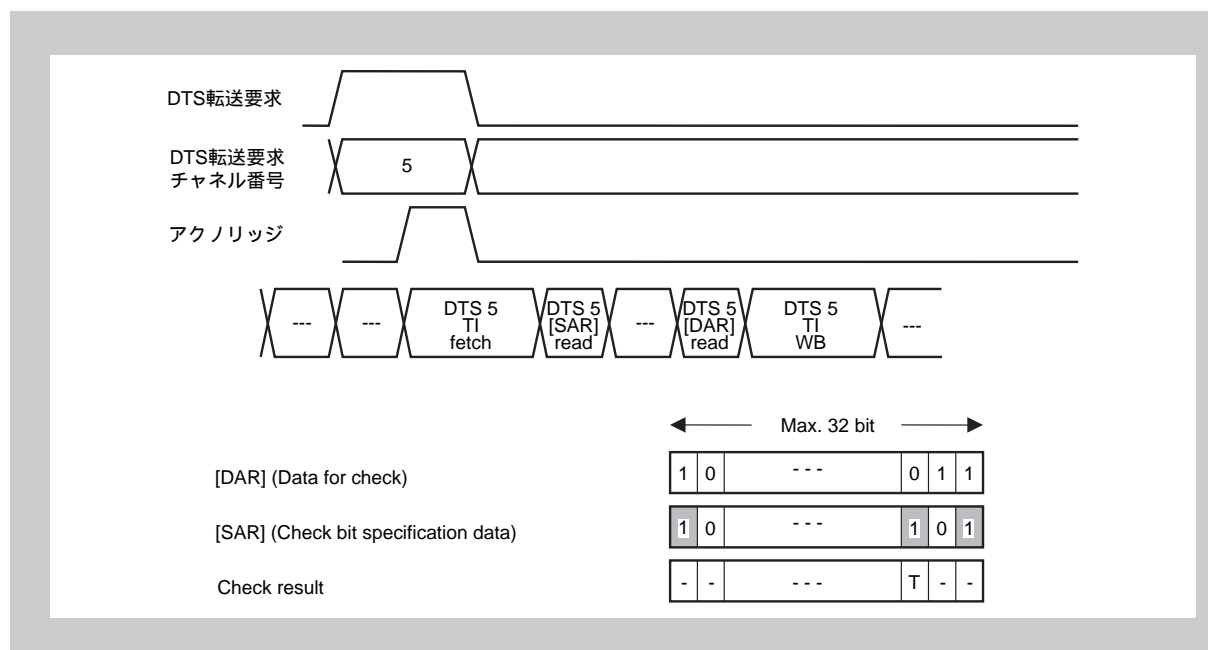 DTS転送要求
DTS転送要求
チャネル番号
5
アクノリッジ
--- --- DTS 5 TI fetch DTS 5 [SAR] read --- DTS 5 [DAR] read DTS 5 TI WB ---
Max. 32 bit
[DAR] (Data for check) 1 0 - - - 0 1 1
[SAR] (Check bit specification data) 1 0 - - - 1 0 1
Check result - - - - - T - -